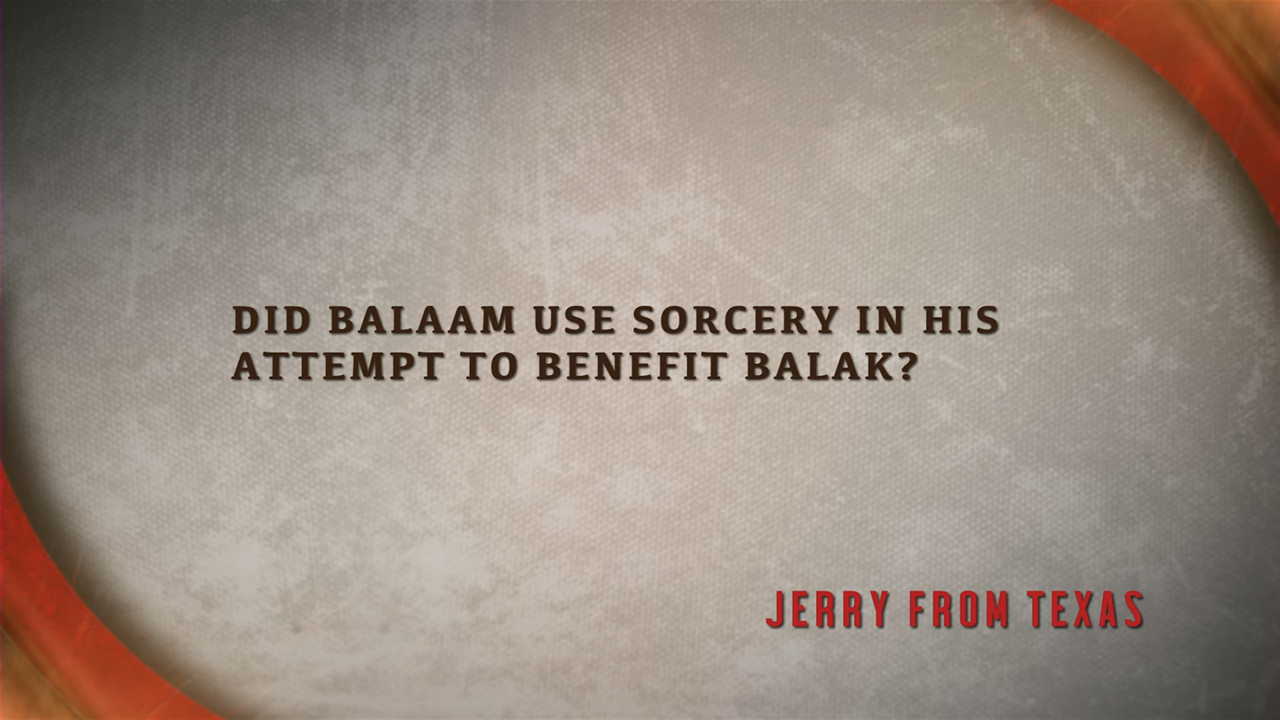 DID BALAAM USE SORCERY IN HIS
ATTEMPT TO BENEFIT BALAK?
JERRY FROM TEXAS